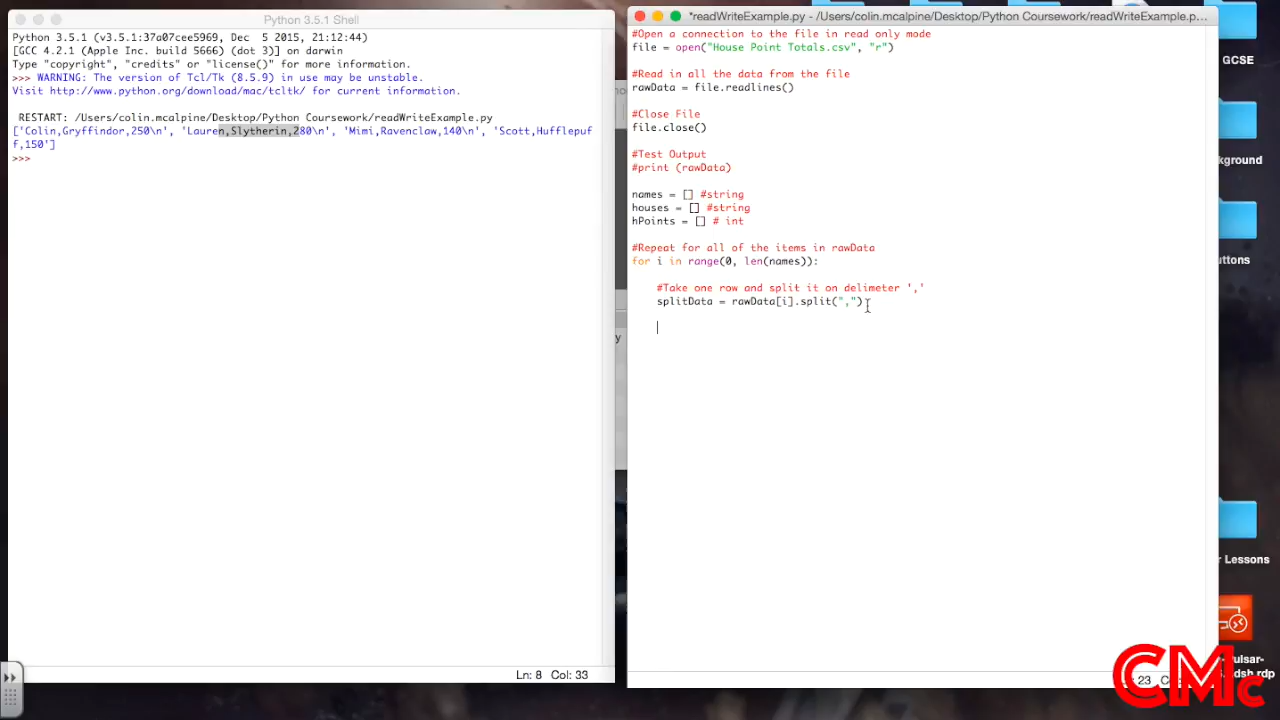 Python 3.5.1 Shell
Python 3.5.1 (v3.5.1:37a07cee5969, Dec  5 2015, 21:12:44)
[GCC 4.2.1 (Apple Inc. build 5666) (dot 3)] on darwin
Type "copyright", "credits" or "license()" for more information.
>>> WARNING: The version of Tcl/Tk (8.5.9) in use may be unstable.
Visit http://www.python.org/download/mac/tcltk/ for current information.
RESTART: /Users/colin.mcalpine/Desktop/Python Coursework/readWriteExample.py
['Colin,Gryffindor,250\n', 'Lauren,Slytherin,280\n', 'Mimi,Ravenclaw,140\n', 'Scott,Hufflepuf
f,150']
>>>
Ln: 8 Col: 33
*readWriteExample.py - /Users/colin.mcalpine/Desktop/Python Coursework/readWriteExample.p...
#Open a connection to the file in read only mode
file = open("House Point Totals.csv", "r")
#Read in all the data from the file
rawData = file.readlines()
#Close File
file.close()
#Test Output
#print (rawData)
names = [] #string
houses = [] #string
hPoints = [] # int
#Repeat for all of the items in rawData
for i in range(0, len(names)):
#Take one row and split it on delimeter ','
splitData = rawData[i].split(",")
23
GCSE
kground
uttons
r Lessons
ulsar-
dsh.rdp
CMc